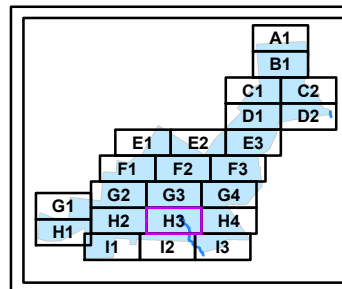 A1
B1
C1 C2
D1 D2
E1 E2 E3
F1 F2 F3
G1 G2 G3 G4
H1 H2 H3 H4
I1 I2 I3